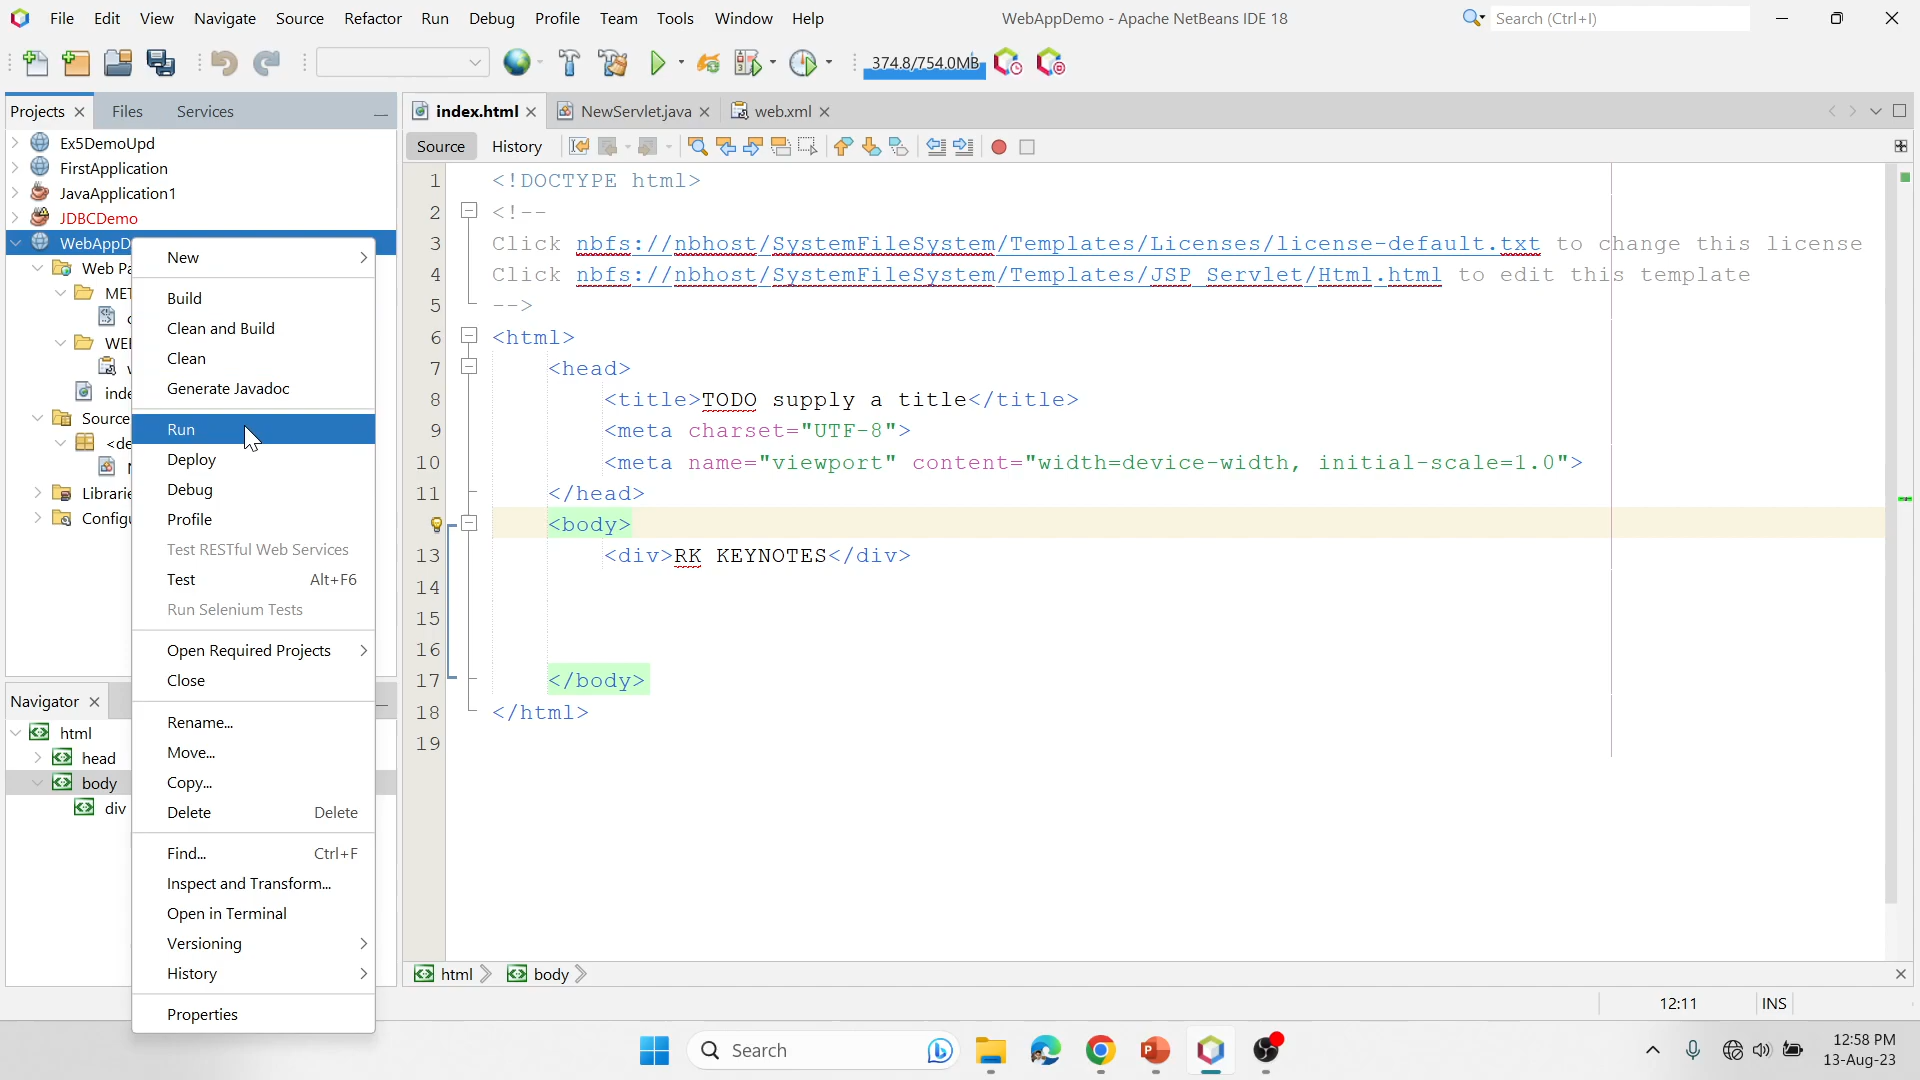 File Edit View Navigate Source Refactor Run Debug Profile Team Tools Window Help
WebAppDemo - Apache NetBeans IDE 18
Search (Ctrl+I)
374.8/754.0MB
Projects
Files
Services
index.html
NewServlet.java
web.xml
Source
History
Ex5DemoUpd
FirstApplication
JavaApplication1
JDBCDemo
WebAppD
Web Pa
MET
WEI
inde
Source
<de
Librarie
Configu
New
Build
Clean and Build
Clean
Generate Javadoc
Run
Deploy
Debug
Profile
Test RESTful Web Services
Test Alt+F6
Run Selenium Tests
Open Required Projects
Close
Rename...
Move...
Copy...
Delete Delete
Find... Ctrl+F
Inspect and Transform...
Open in Terminal
Versioning
History
Properties
Navigator
html
head
body
div
1 <!DOCTYPE html>
2 <!--
3 Click nbfs://nbhost/SystemFileSystem/Templates/Licenses/license-default.txt to change this license
4 Click nbfs://nbhost/SystemFileSystem/Templates/JSP_Servlet/Html.html to edit this template
5 -->
6 <html>
7 <head>
8 <title>TODO supply a title</title>
9 <meta charset="UTF-8">
10 <meta name="viewport" content="width=device-width, initial-scale=1.0">
11 </head>
<body>
13 <div>RK KEYNOTES</div>
14
15
16
17 </body>
18 </html>
19
html
body
12:11
INS
Search
12:58 PM
13-Aug-23